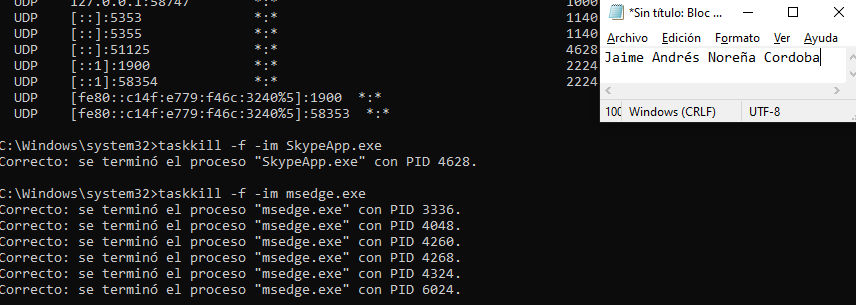 UDP 127.0.0.1:58747 *:* 1000
UDP [::]:5353 *:* 1140
UDP [::]:5355 *:* 1140
UDP [::]:51125 *:* 4628
UDP [::1]:1900 *:* 2224
UDP [::1]:58354 *:* 2224
UDP [fe80::c14f:e779:f46c:3240%5]:1900 *:*
UDP [fe80::c14f:e779:f46c:3240%5]:58353 *:*
C:\Windows\system32>taskkill -f -im SkypeApp.exe
Correcto: se terminó el proceso "SkypeApp.exe" con PID 4628.
C:\Windows\system32>taskkill -f -im msedge.exe
Correcto: se terminó el proceso "msedge.exe" con PID 3336.
Correcto: se terminó el proceso "msedge.exe" con PID 4048.
Correcto: se terminó el proceso "msedge.exe" con PID 4260.
Correcto: se terminó el proceso "msedge.exe" con PID 4268.
Correcto: se terminó el proceso "msedge.exe" con PID 4324.
Correcto: se terminó el proceso "msedge.exe" con PID 6024.
*Sin título: Bloc
Archivo Edición Formato Ver Ayuda
Jaime Andrés Noreña Cordoba
100 Windows (CRLF) UTF-8